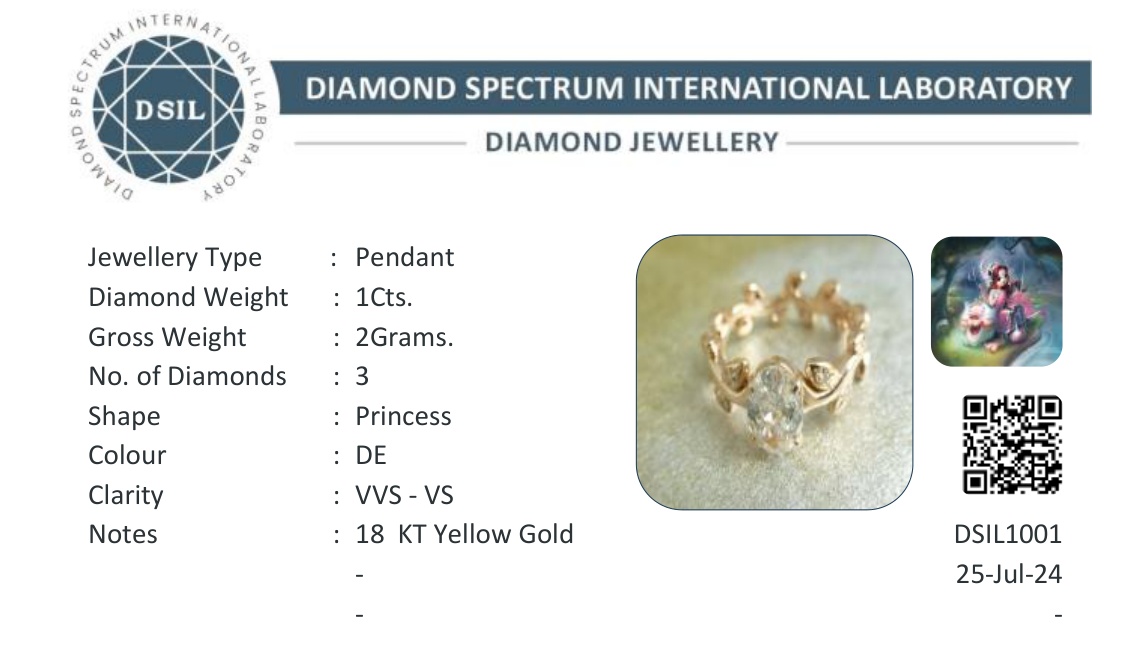 DIAMOND SPECTRUM INTERNATIONAL LABORATORY
DSIL
DIAMOND SPECTRUM INTERNATIONAL LABORATORY
DIAMOND JEWELLERY
Jewellery Type : Pendant
Diamond Weight : 1Cts.
Gross Weight : 2Grams.
No. of Diamonds : 3
Shape : Princess
Colour : DE
Clarity : VVS - VS
Notes : 18 KT Yellow Gold
-
-
DSIL1001
25-Jul-24
-